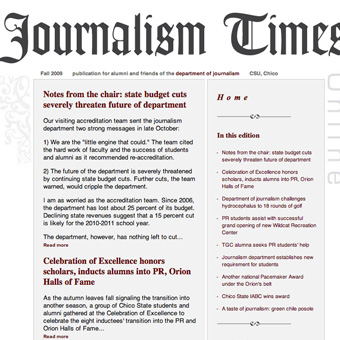 Journalism Times
Fall 2009 publication for alumni and friends of the department of journalism CSU, Chico
online
Notes from the chair: state budget cuts
severely threaten future of department
Our visiting accreditation team sent the journalism
department two strong messages in late October:
1) We are the "little engine that could." The team cited
the hard work of faculty and the success of students
and alumni as it recommended re-accreditation.
2) The future of the department is severely threatened
by continuing state budget cuts. Further cuts, the team
warned, would cripple the department.
I am as worried as the accreditation team. Since 2006,
the department has lost about 25 percent of its budget.
Declining state revenues suggest that a 15 percent cut
is likely for the 2010-2011 school year.
The department, however, has nothing left to cut...
Read more
Celebration of Excellence honors
scholars, inducts alumni into PR, Orion
Halls of Fame
As the autumn leaves fall signaling the transition into
another season, a group of Chico State students and
alumni gathered at the Celebration of Excellence to
celebrate the eight inductees' transition into the PR and
Orion Halls of Fame...
Read more
Home
In this edition
- Notes from the chair: state budget cuts
severely threaten future of department
- Celebration of Excellence honors
scholars, inducts alumni into PR, Orion
Halls of Fame
- Department of journalism challenges
hydrocephalus to 18 rounds of golf
- PR students assist with successful
grand opening of new Wildcat Recreation
Center
- TGC alumna seeks PR students' help
- Journalism department establishes new
requirement for students
- Another national Pacemaker Award
under the Orion's belt
- Chico State IABC wins award
- A taste of journalism: green chile posole